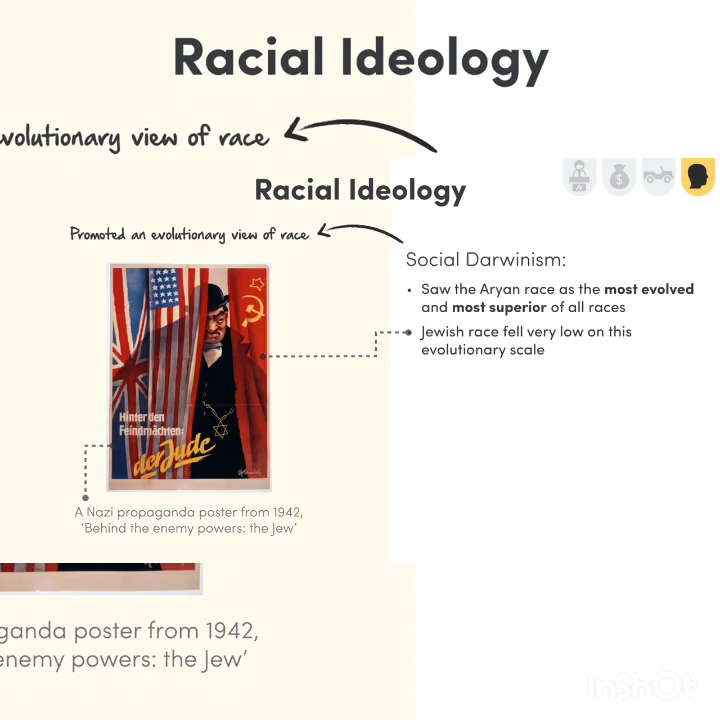 Racial Ideology
volutionary view of race
Racial Ideology
Promoted an evolutionary view of race
Social Darwinism:
• Saw the Aryan race as the most evolved
and most superior of all races
• Jewish race fell very low on this
evolutionary scale
Hinter den
Feindmächten:
der Jude
A Nazi propaganda poster from 1942,
‘Behind the enemy powers: the Jew’
ganda poster from 1942,
enemy powers: the Jew’
InShOt